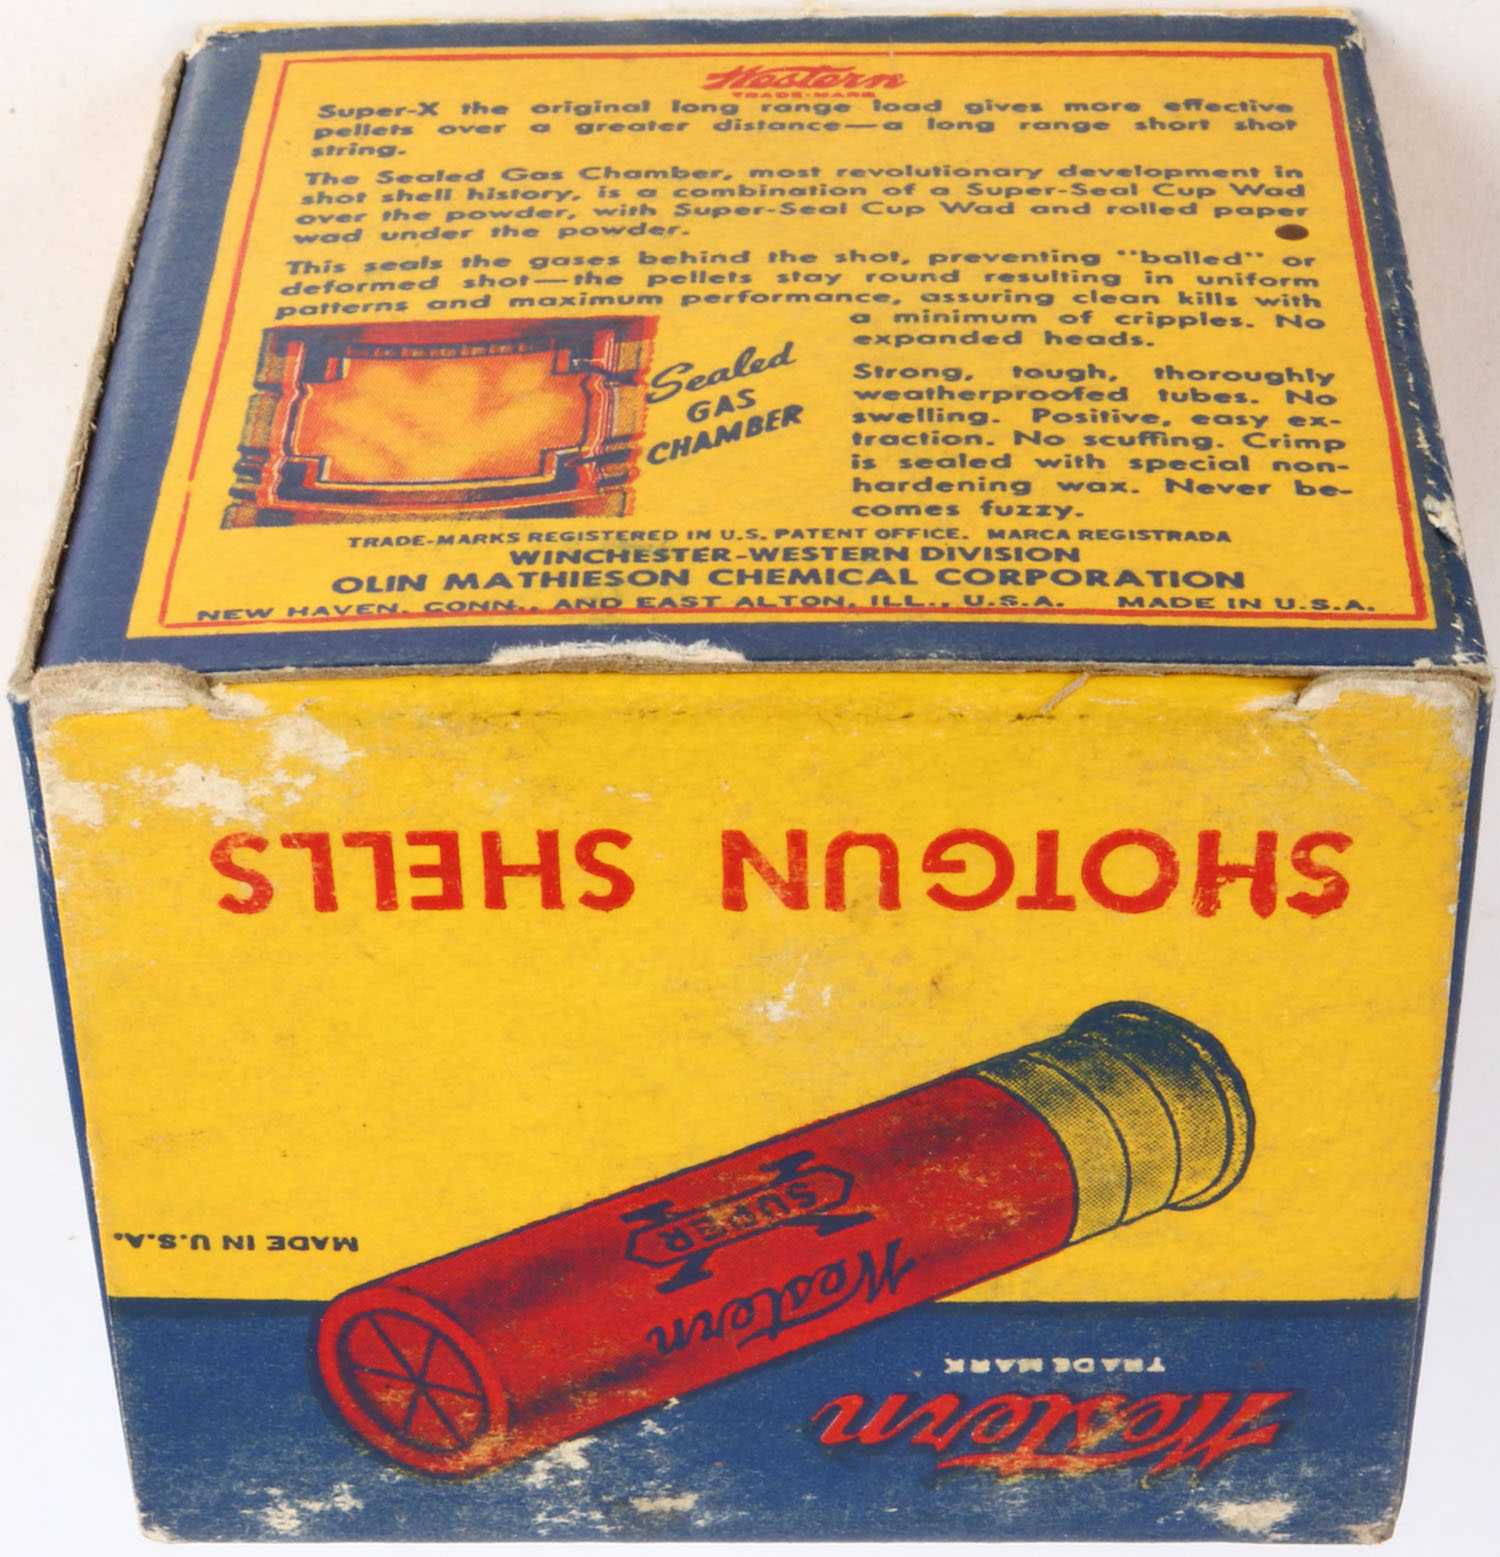 Western
TRADE-MARK
Super-X the original long range load gives more effective
pellets over a greater distance—a long range short shot
string.
The Sealed Gas Chamber, most revolutionary development in
shot shell history, is a combination of a Super-Seal Cup Wad
over the powder, with Super-Seal Cup Wad and rolled paper
wad under the powder.
This seals the gases behind the shot, preventing "balled" or
deformed shot—the pellets stay round resulting in uniform
patterns and maximum performance, assuring clean kills with
a minimum of cripples. No
expanded heads.
Sealed
GAS
CHAMBER
Strong, tough, thoroughly
weatherproofed tubes. No
swelling. Positive, easy ex-
traction. No scuffing. Crimp
is sealed with special non-
hardening wax. Never be-
comes fuzzy.
TRADE-MARKS REGISTERED IN U.S. PATENT OFFICE. MARCA REGISTRADA
WINCHESTER-WESTERN DIVISION
OLIN MATHIESON CHEMICAL CORPORATION
NEW HAVEN, CONN., AND EAST ALTON, ILL., U.S.A. MADE IN U.S.A.
Western
TRADE MARK
Western
SUPER
X
MADE IN U.S.A.
SHOTGUN SHELLS